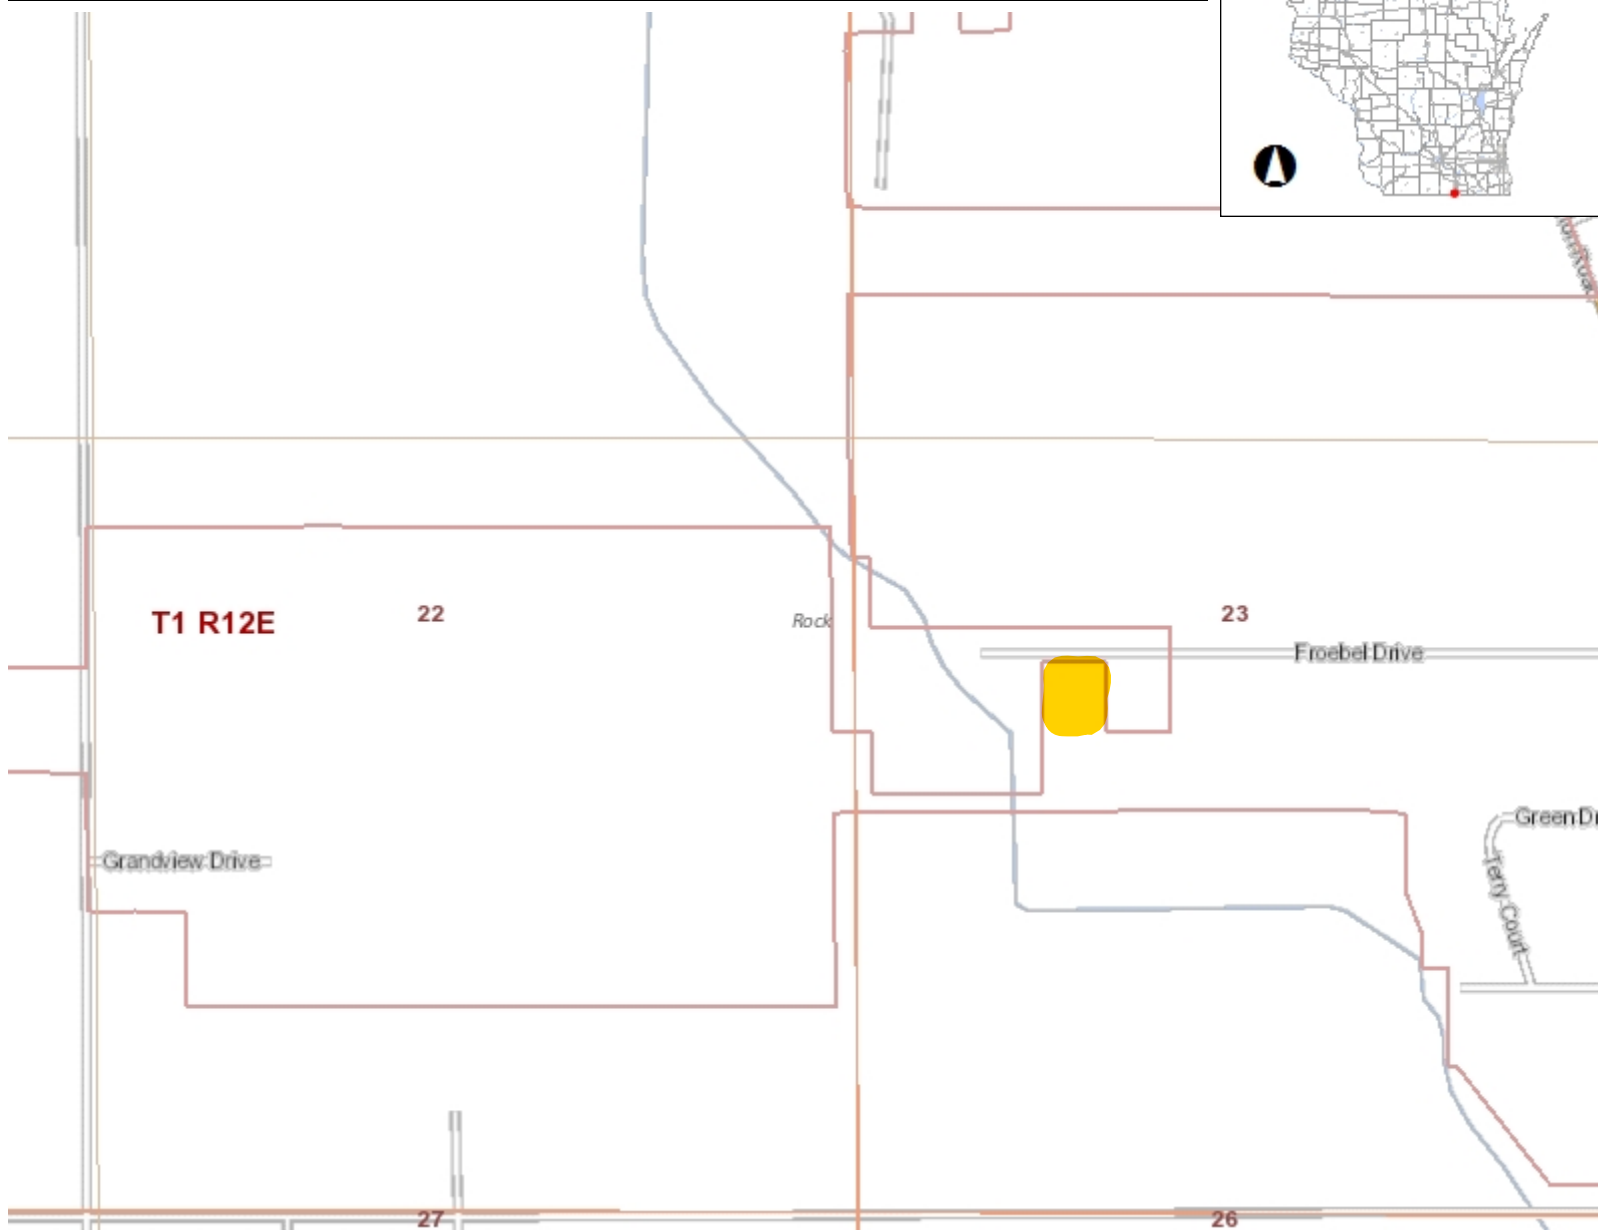 T1 R12E
22
Rock
23
Froebel Drive
Green Dr
Terry Court
Grandview Drive
27
26